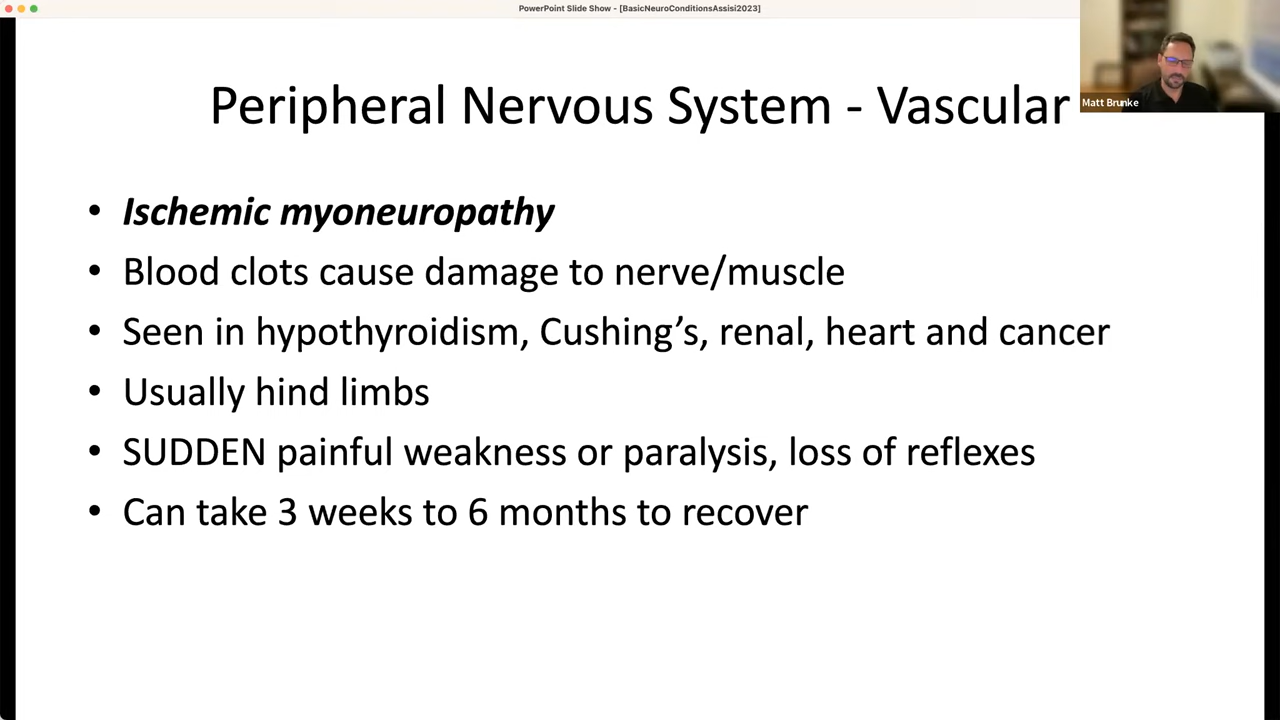 PowerPoint Slide Show - [BasicNeuroConditionsAssisi2023]
Peripheral Nervous System - Vascular
Matt Brunke
• Ischemic myoneuropathy
• Blood clots cause damage to nerve/muscle
• Seen in hypothyroidism, Cushing’s, renal, heart and cancer
• Usually hind limbs
• SUDDEN painful weakness or paralysis, loss of reflexes
• Can take 3 weeks to 6 months to recover